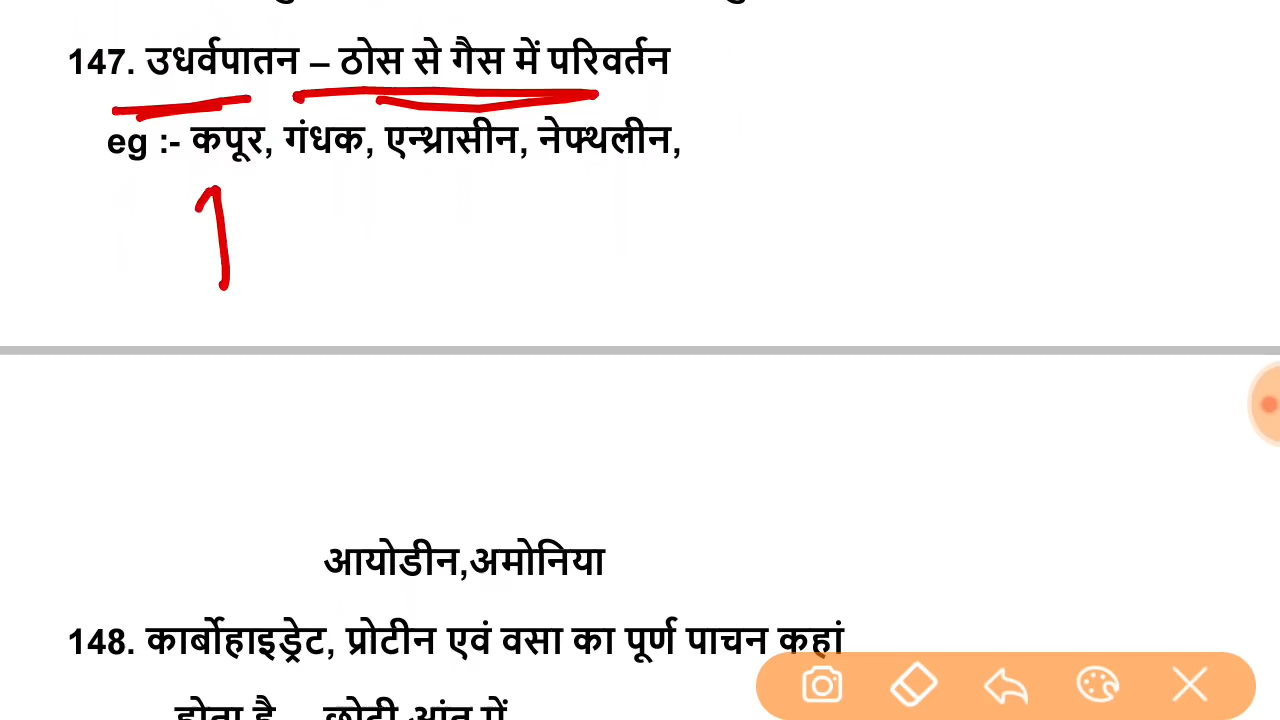 147. उधर्वपातन – ठोस से गैस में परिवर्तन
eg :- कपूर, गंधक, एन्थ्रासीन, नेफ्थलीन,
आयोडीन,अमोनिया
148. कार्बोहाइड्रेट, प्रोटीन एवं वसा का पूर्ण पाचन कहां
होता है – छोटी आंत में